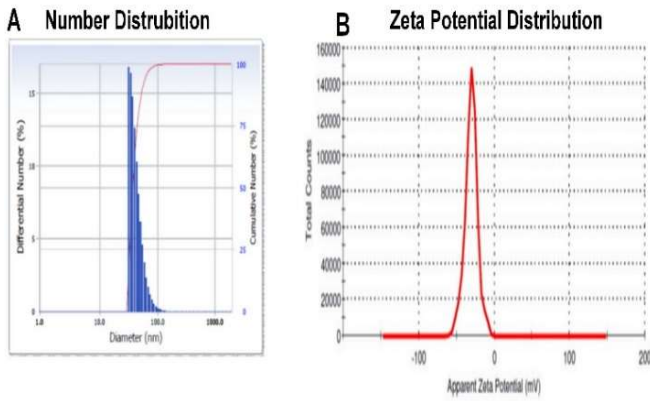 A Number Distrubition
Differential Number (%)
15
10
5
0
100
75
50
25
0
Cumulative Number (%)
1.0 10.0 100.0 1000.0
Diameter (nm)
B Zeta Potential Distribution
Total Counts
160000
140000
120000
100000
80000
60000
40000
20000
0
-100 0 100 200
Apparent Zeta Potential (mV)